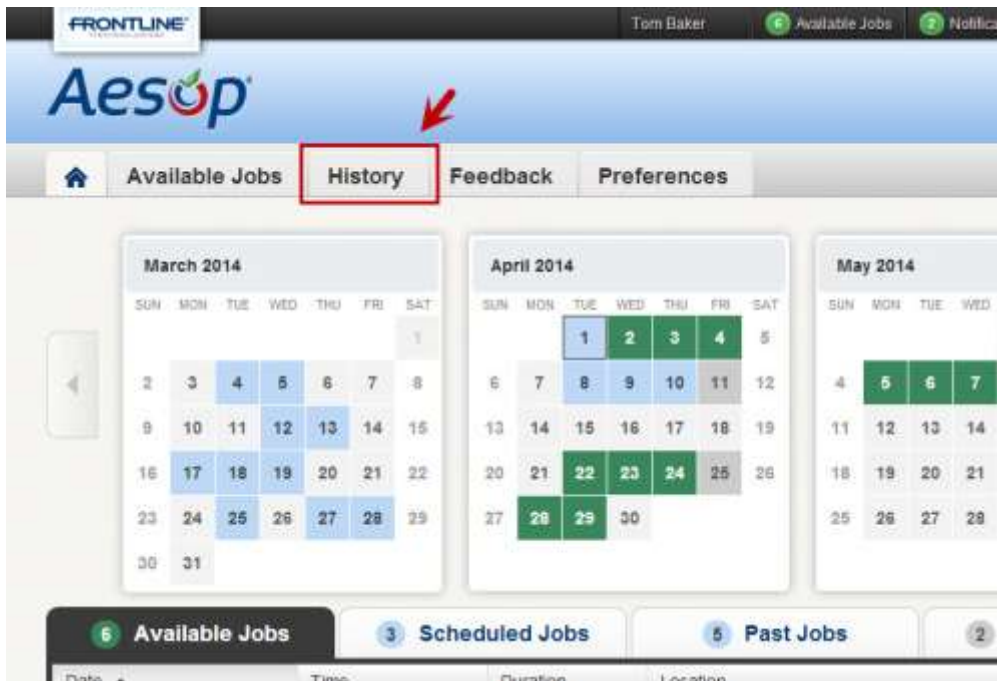 FRONTLINE
Tom Baker 6 Available Jobs 2 Notifica
Aesop
Available Jobs History Feedback Preferences
March 2014 April 2014 May 2014
SUN MON TUE WED THU FRI SAT SUN MON TUE WED THU FRI SAT SUN MON TUE WED
1 1 2 3 4 5
2 3 4 5 6 7 8 6 7 8 9 10 11 12 4 5 6 7
9 10 11 12 13 14 15 13 14 15 16 17 18 19 11 12 13 14
16 17 18 19 20 21 22 20 21 22 23 24 25 26 18 19 20 21
23 24 25 26 27 28 29 27 28 29 30 25 26 27 28
30 31
6 Available Jobs 3 Scheduled Jobs 5 Past Jobs 2
Date Time Duration Location